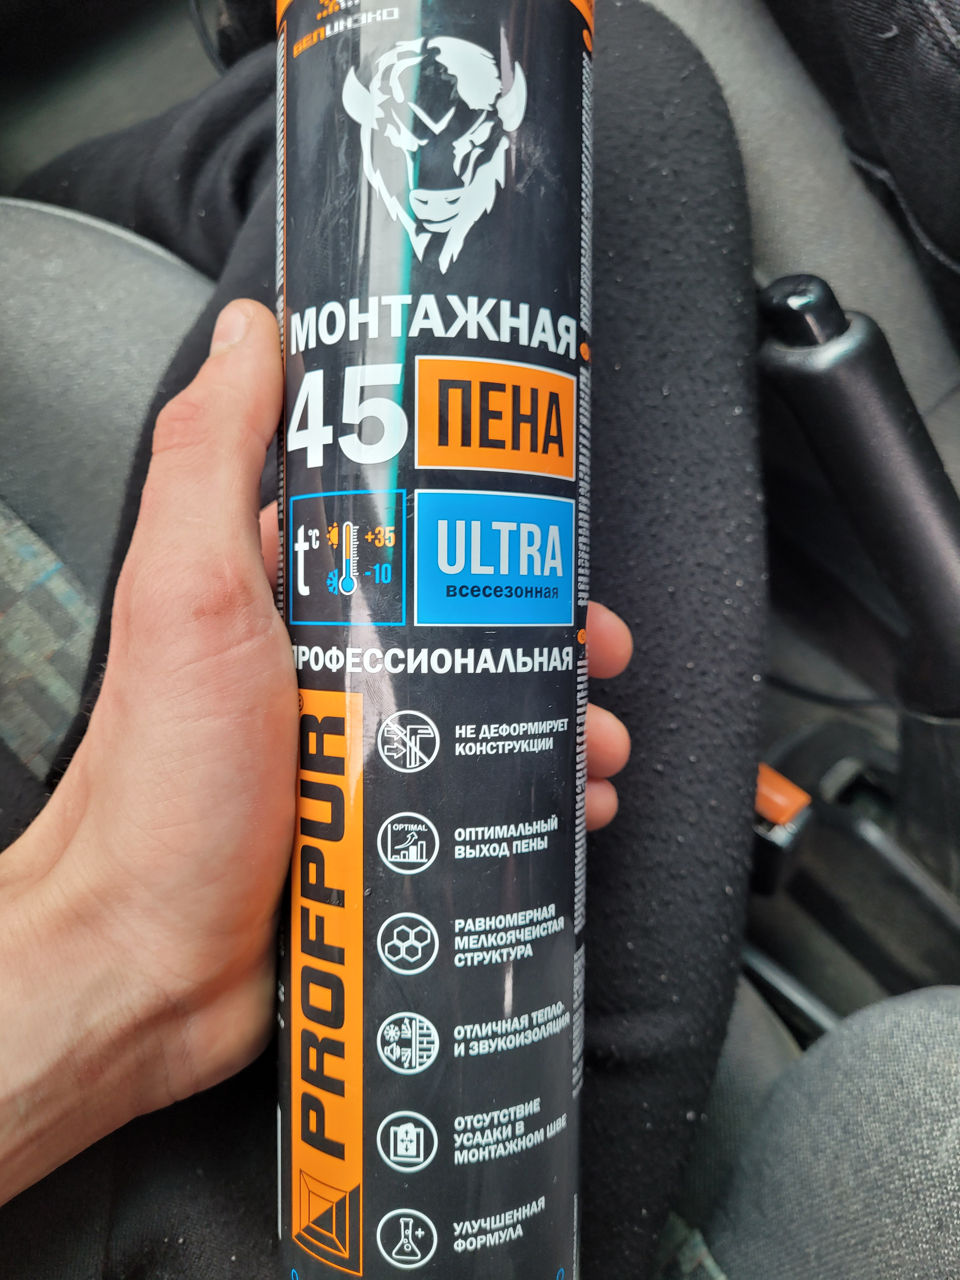 БЕЛИНЭКО
МОНТАЖНАЯ
45 ПЕНА
t°C +35
-10
ULTRA
всесезонная
ПРОФЕССИОНАЛЬНАЯ
PROFPUR®
НЕ ДЕФОРМИРУЕТ
КОНСТРУКЦИИ
OPTIMAL
ОПТИМАЛЬНЫЙ
ВЫХОД ПЕНЫ
РАВНОМЕРНАЯ
МЕЛКОЯЧЕИСТАЯ
СТРУКТУРА
ОТЛИЧНАЯ ТЕПЛО-
И ЗВУКОИЗОЛЯЦИЯ
ОТСУТСТВИЕ
УСАДКИ В
МОНТАЖНОМ ШВЕ
УЛУЧШЕННАЯ
ФОРМУЛА